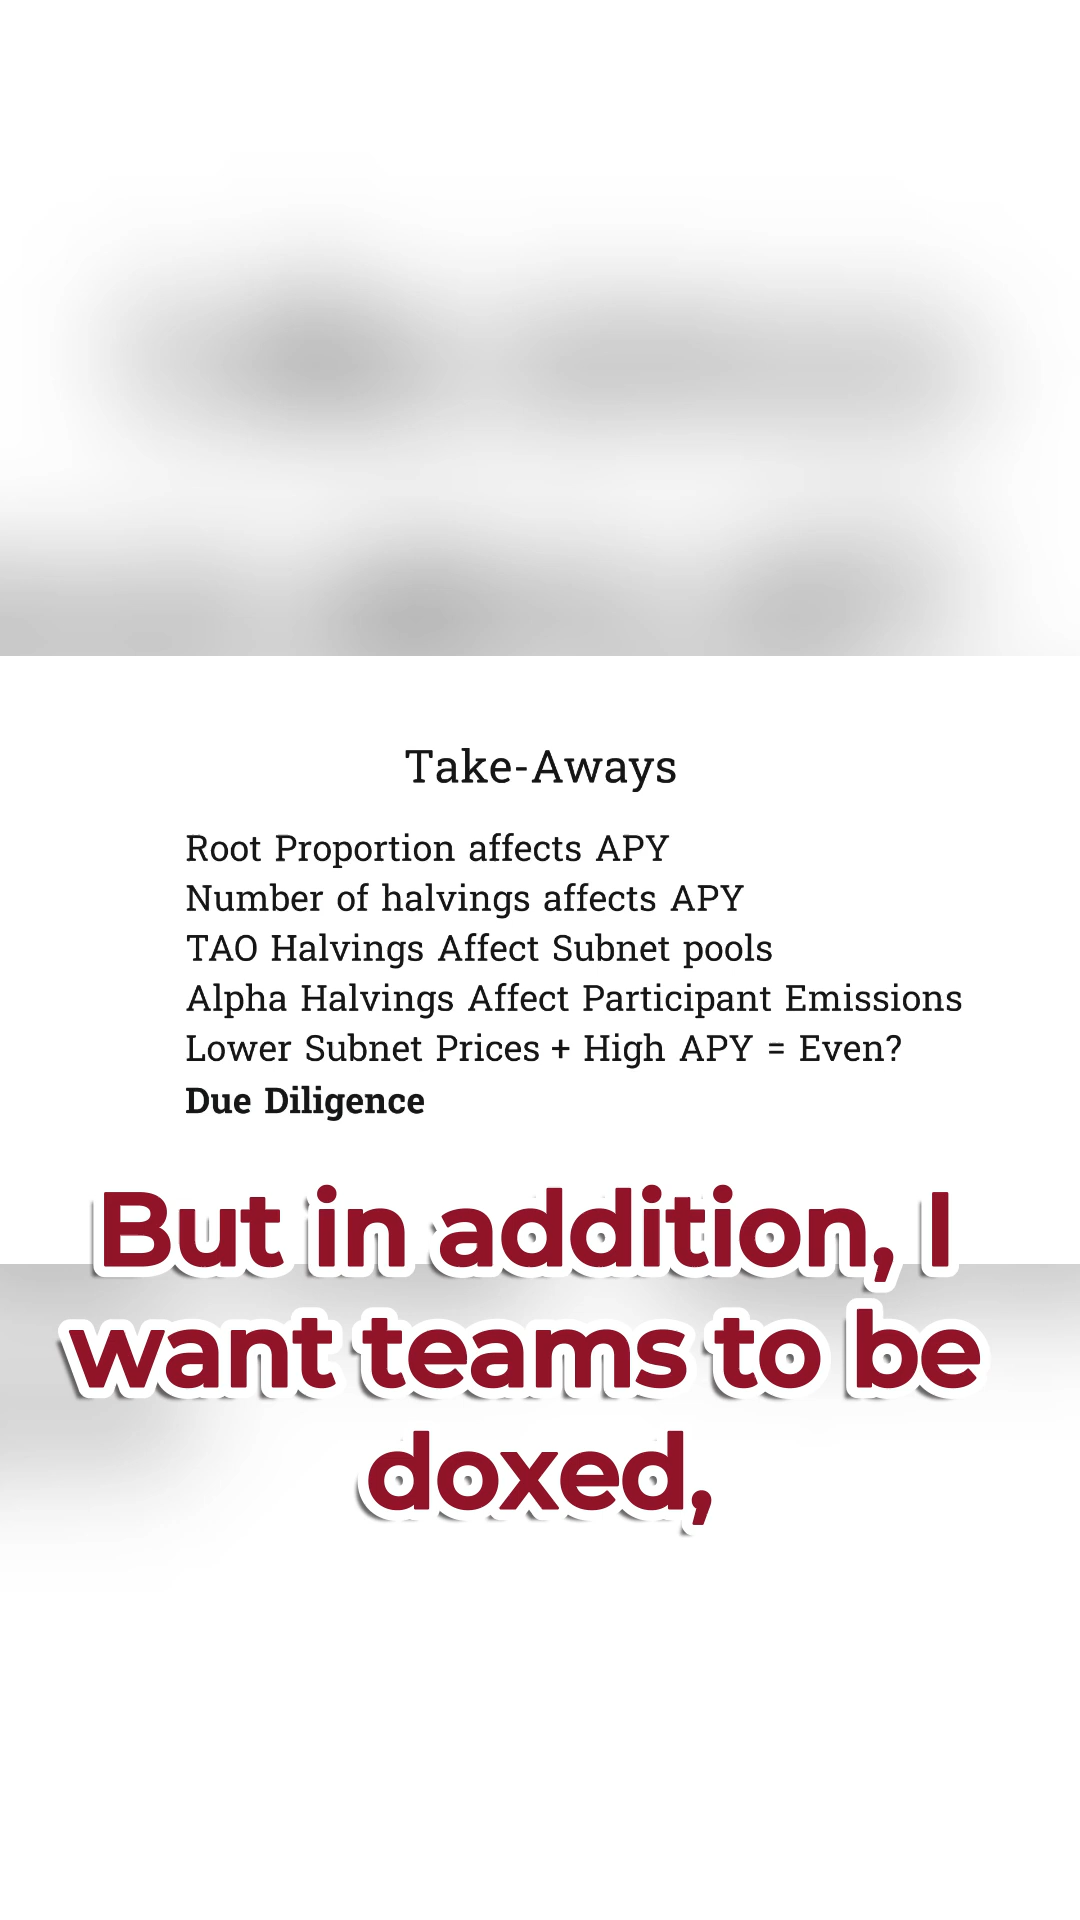 Take-Aways
Root Proportion affects APY
Number of halvings affects APY
TAO Halvings Affect Subnet pools
Alpha Halvings Affect Participant Emissions
Lower Subnet Prices + High APY = Even?
Due Diligence
But in addition, I
want teams to be
doxed,